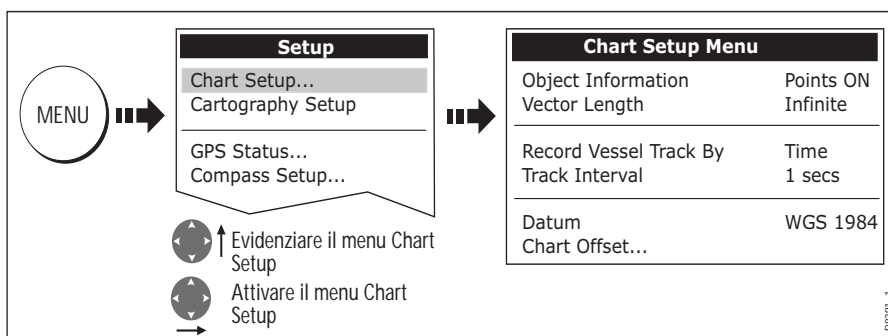 MENU
Setup
Chart Setup...
Cartography Setup
GPS Status...
Compass Setup...
Evidenziare il menu Chart
Setup
Attivare il menu Chart
Setup
Chart Setup Menu
Object Information Points ON
Vector Length Infinite
Record Vessel Track By Time
Track Interval 1 secs
Datum WGS 1984
Chart Offset...